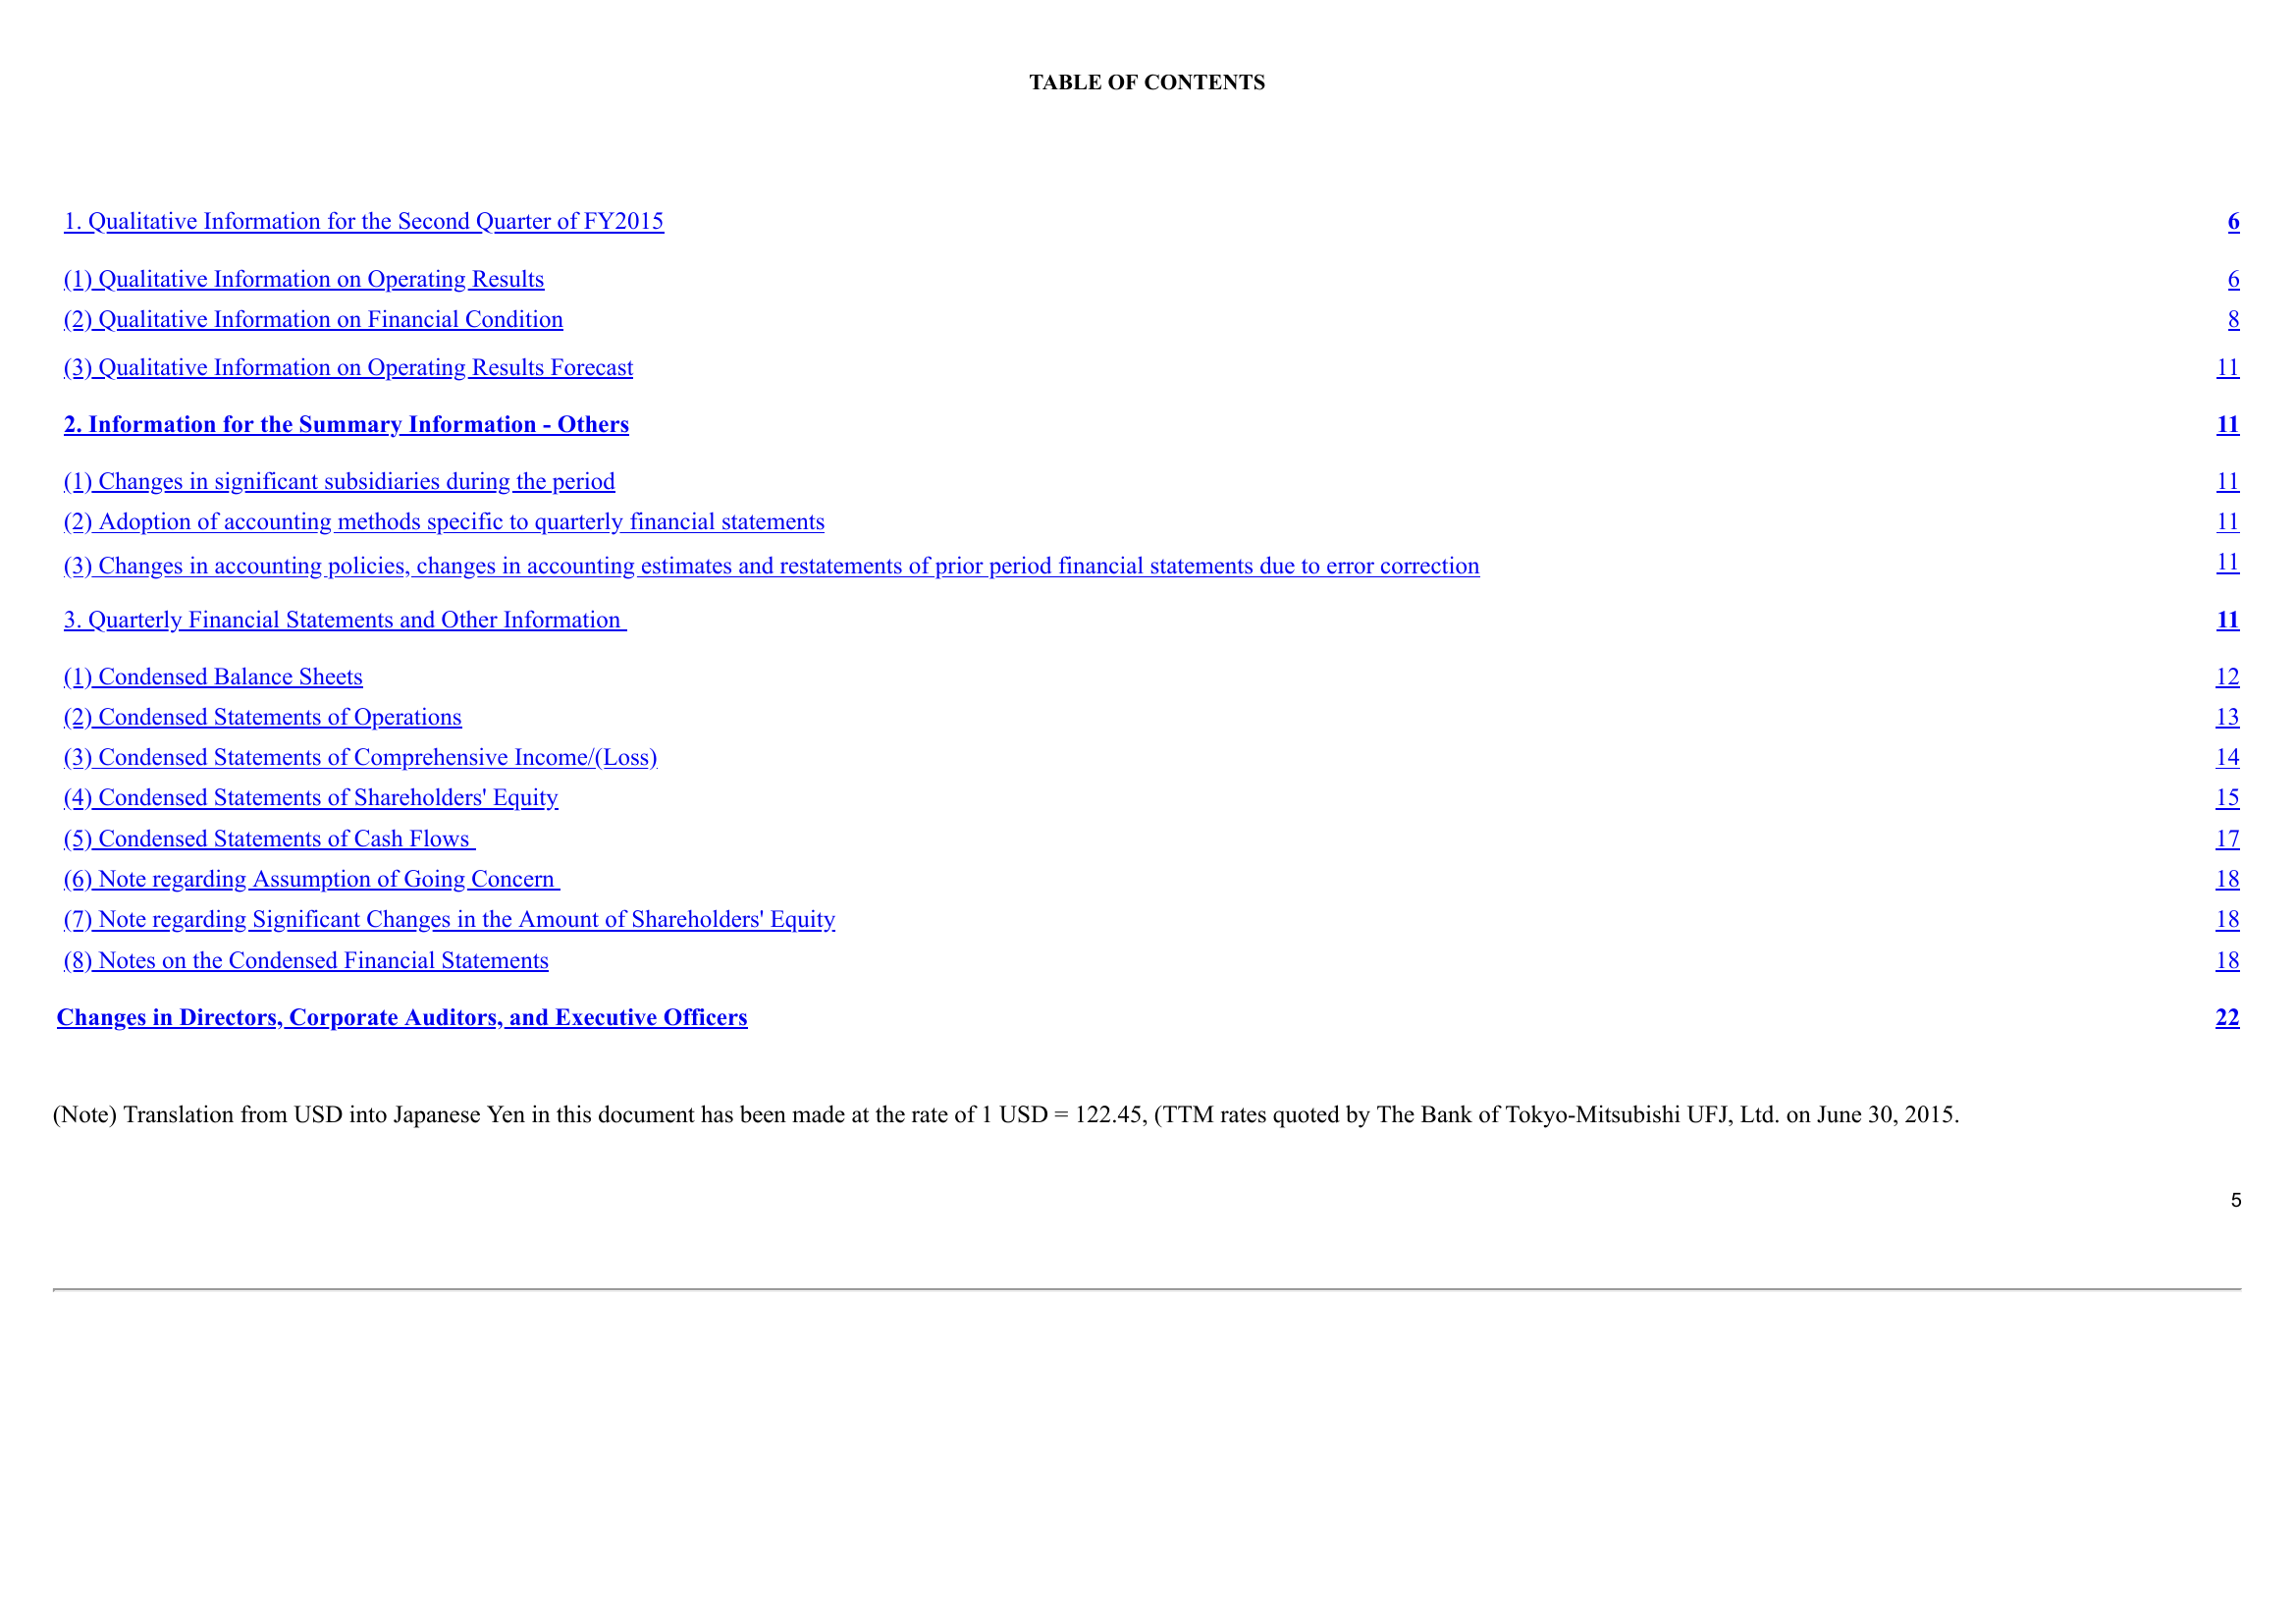 TABLE OF CONTENTS
1. Qualitative Information for the Second Quarter of FY2015 6
(1) Qualitative Information on Operating Results 6
(2) Qualitative Information on Financial Condition 8
(3) Qualitative Information on Operating Results Forecast 11
2. Information for the Summary Information - Others 11
(1) Changes in significant subsidiaries during the period 11
(2) Adoption of accounting methods specific to quarterly financial statements 11
(3) Changes in accounting policies, changes in accounting estimates and restatements of prior period financial statements due to error correction 11
3. Quarterly Financial Statements and Other Information 11
(1) Condensed Balance Sheets 12
(2) Condensed Statements of Operations 13
(3) Condensed Statements of Comprehensive Income/(Loss) 14
(4) Condensed Statements of Shareholders' Equity 15
(5) Condensed Statements of Cash Flows 17
(6) Note regarding Assumption of Going Concern 18
(7) Note regarding Significant Changes in the Amount of Shareholders' Equity 18
(8) Notes on the Condensed Financial Statements 18
Changes in Directors, Corporate Auditors, and Executive Officers 22
(Note) Translation from USD into Japanese Yen in this document has been made at the rate of 1 USD = 122.45, (TTM rates quoted by The Bank of Tokyo-Mitsubishi UFJ, Ltd. on June 30, 2015.
5